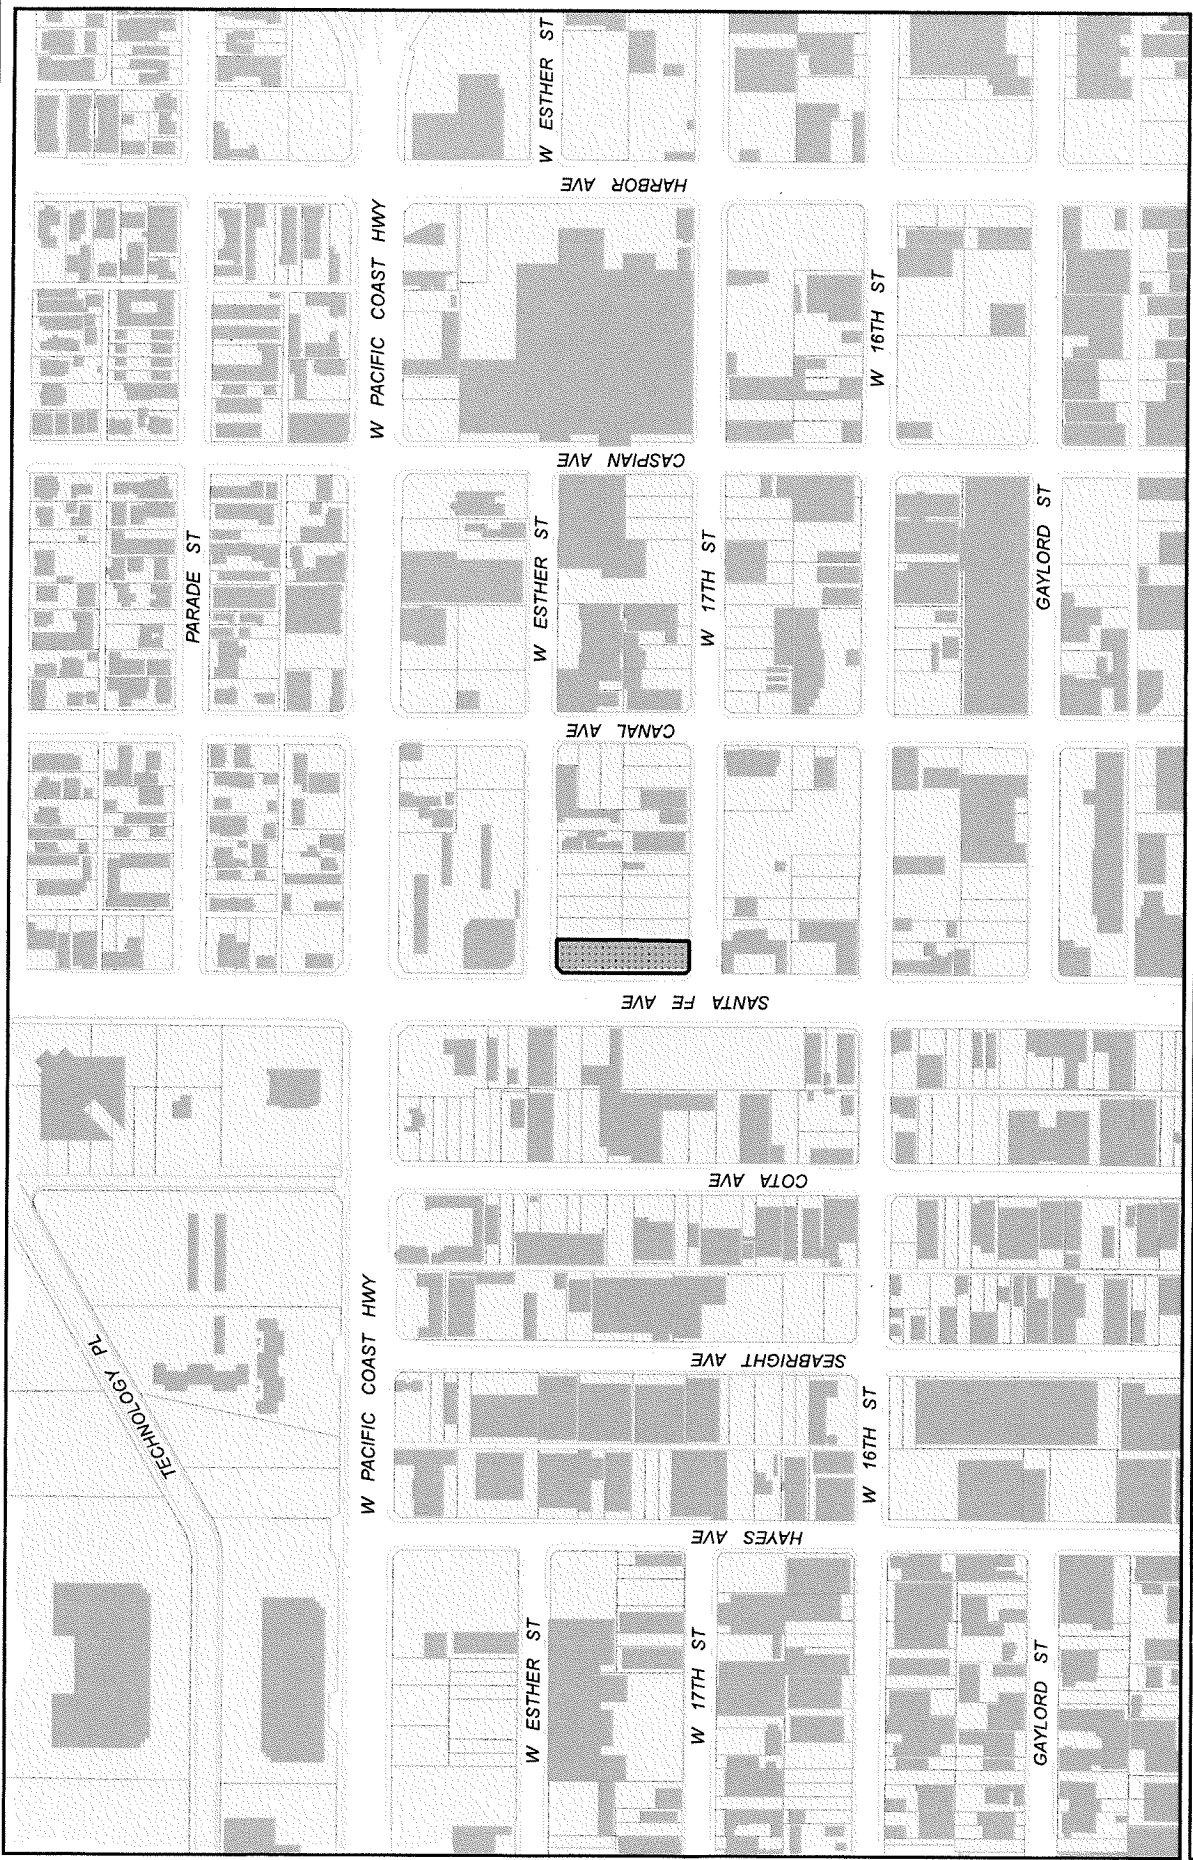 W ESTHER ST
HARBOR AVE
W PACIFIC COAST HWY
W 16TH ST
CASPIAN AVE
PARADE ST
W ESTHER ST
W 17TH ST
GAYLORD ST
CANAL AVE
SANTA FE AVE
COTA AVE
W PACIFIC COAST HWY
SEABRIGHT AVE
TECHNOLOGY PL
W 16TH ST
HAYES AVE
W ESTHER ST
W 17TH ST
GAYLORD ST